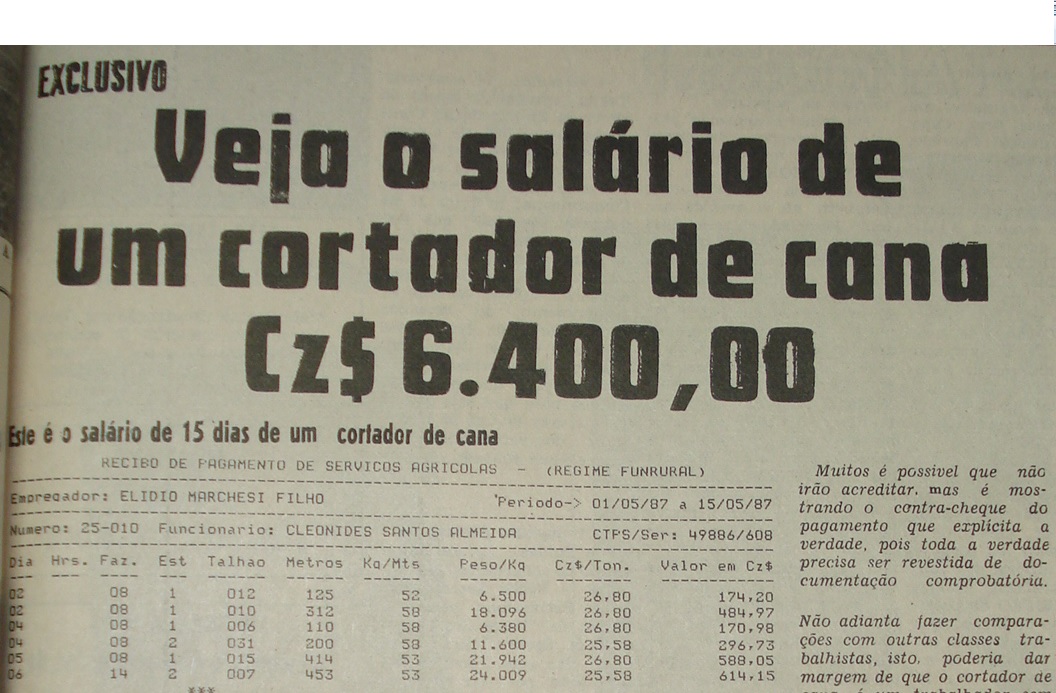 EXCLUSIVO
Veja o salário de
um cortador de cana
Cz$ 6.400,00
Este é o salário de 15 dias de um cortador de cana
RECIBO DE PAGAMENTO DE SERVICOS AGRICOLAS - (REGIME FUNRURAL)
Empregador: ELIDIO MARCHESI FILHO Periodo-> 01/05/87 a 15/05/87
Numero: 25-010 Funcionario: CLEONIDES SANTOS ALMEIDA CTPS/Ser: 49886/608
Dia Hrs. Faz. Est Talhao Metros Kg/Mts Peso/Kg Cz$/Ton. Valor em Cz$
02 08 1 012 125 52 6.500 26,80 174,20
02 08 1 010 312 58 18.096 26,80 484,97
04 08 1 006 110 58 6.380 26,80 170,98
04 08 2 031 200 58 11.600 25,58 296,73
05 08 1 015 414 53 21.942 26,80 588,05
06 14 2 007 453 53 24.009 25,58 614,15
***
Muitos é possivel que não
irão acreditar, mas é mos-
trando o contra-cheque do
pagamento que explícita a
verdade, pois toda a verdade
precisa ser revestida de do-
cumentação comprobatória.
Não adianta fazer compara-
ções com outras classes tra-
balhistas, isto, poderia dar
margem de que o cortador de